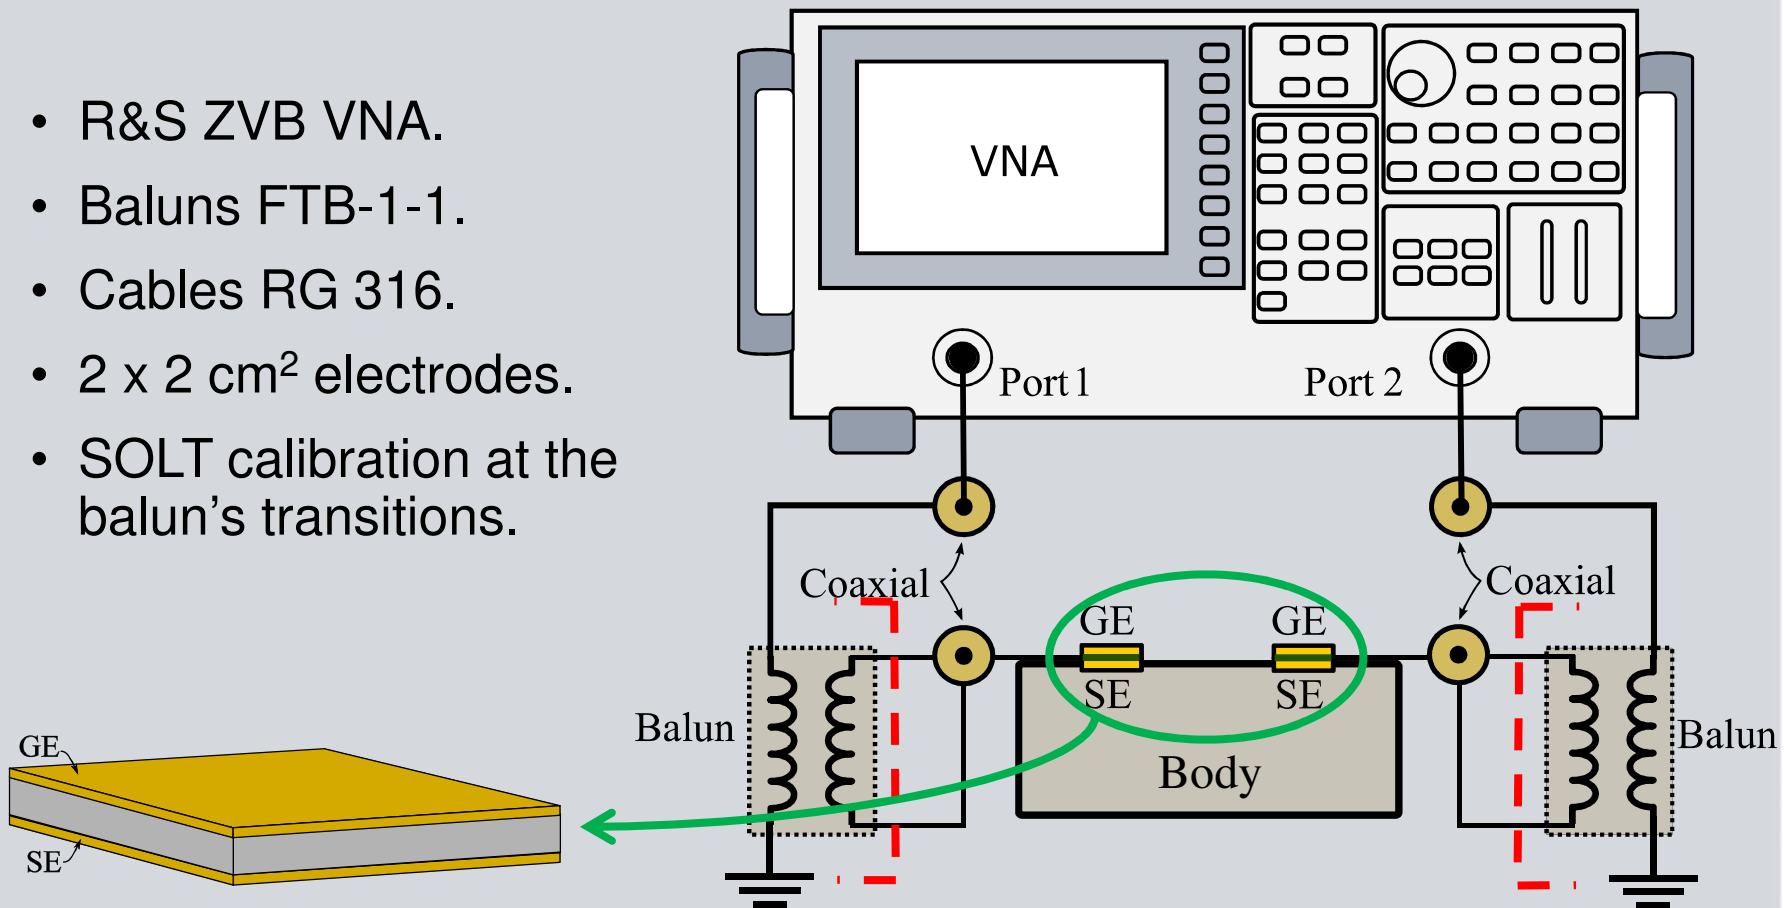 • R&S ZVB VNA.
• Baluns FTB-1-1.
• Cables RG 316.
• 2 x 2 cm² electrodes.
• SOLT calibration at the
balun’s transitions.
VNA
Port 1
Port 2
Coaxial
Coaxial
GE
GE
SE
SE
Balun
Balun
Body
GE
SE